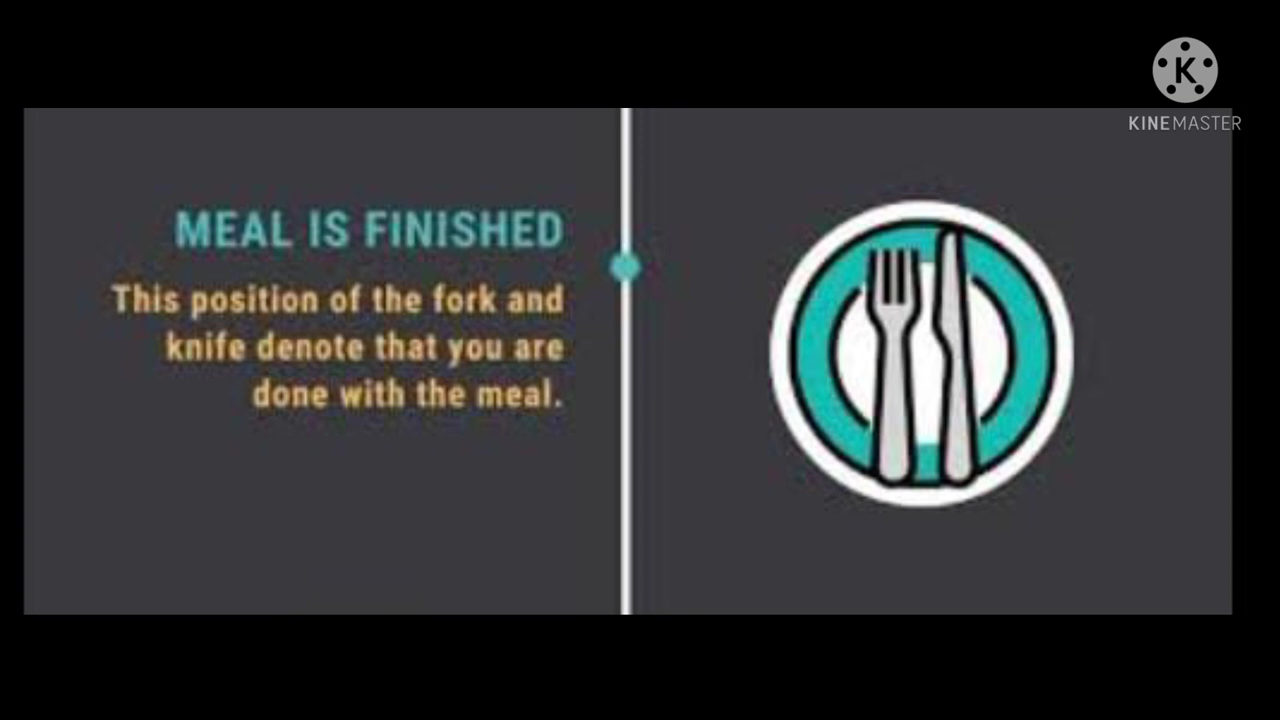 KINEMASTER
MEAL IS FINISHED
This position of the fork and
knife denote that you are
done with the meal.